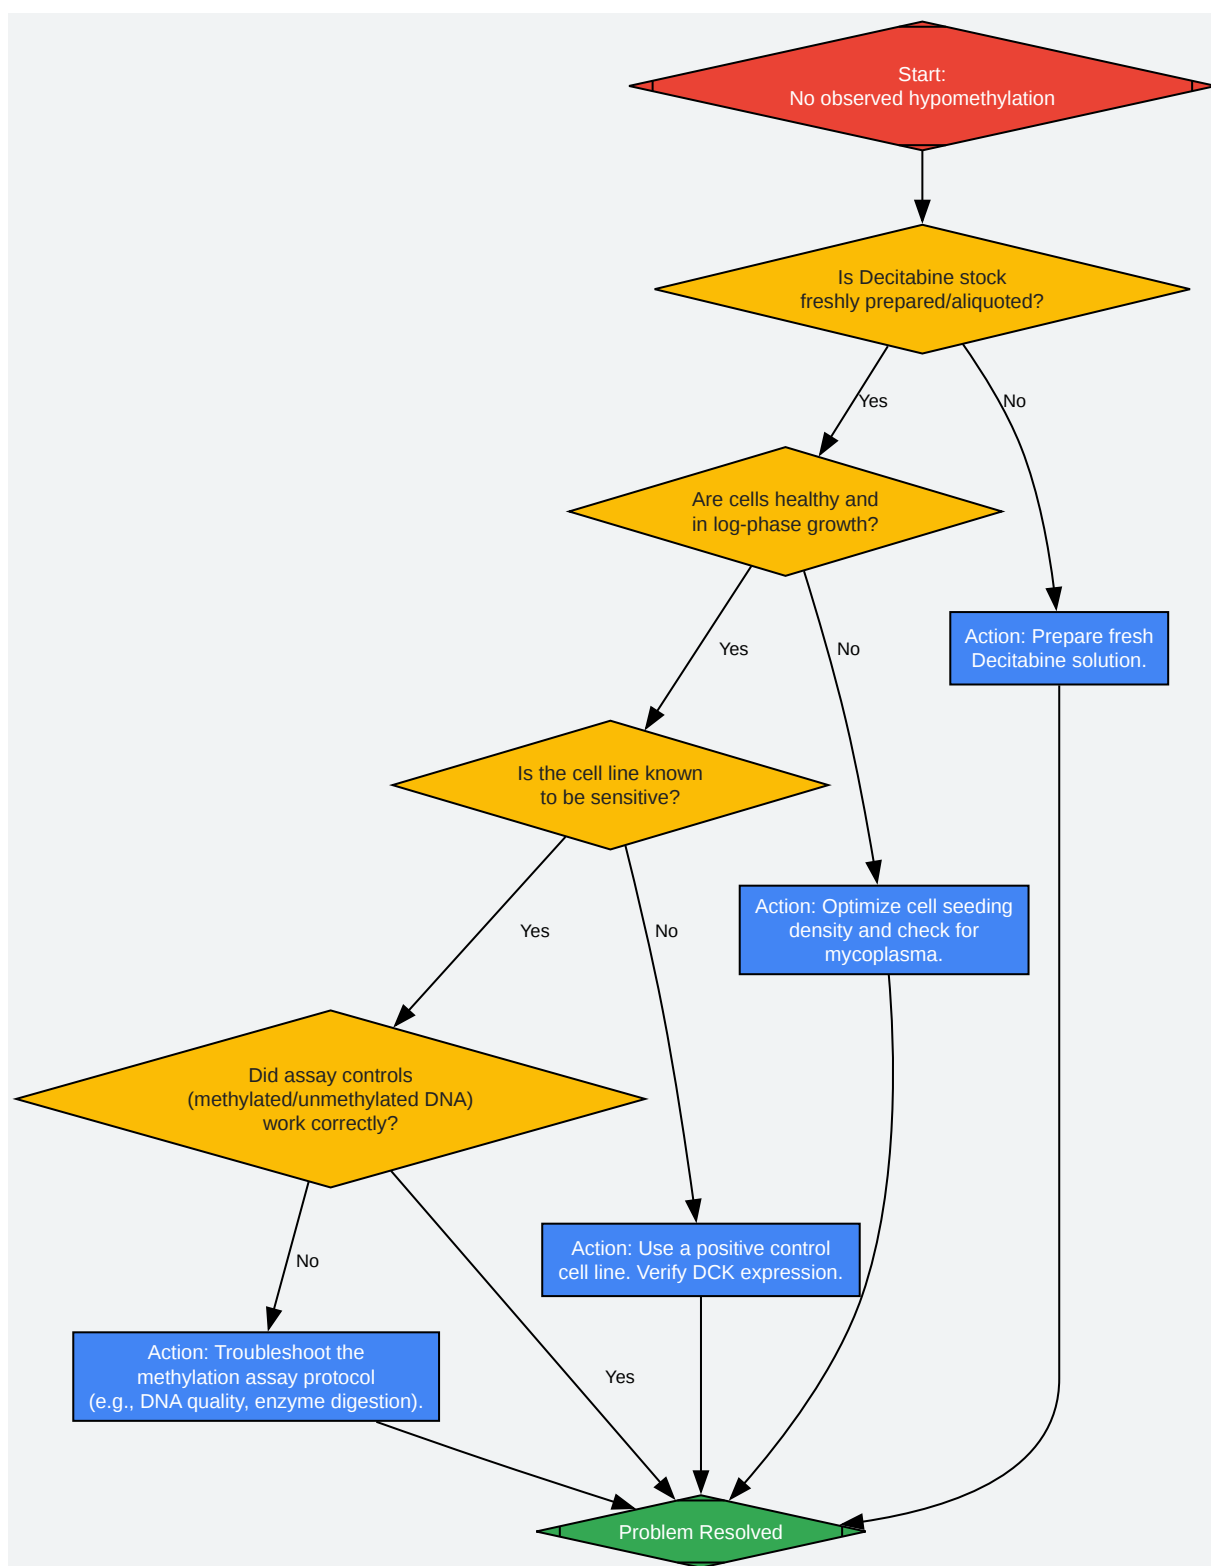 Start:
No observed hypomethylation
Is Decitabine stock
freshly prepared/aliquoted?
Yes
No
Are cells healthy and
in log-phase growth?
Action: Prepare fresh
Decitabine solution.
Yes
No
Is the cell line known
to be sensitive?
Action: Optimize cell seeding
density and check for
mycoplasma.
Yes
No
Did assay controls
(methylated/unmethylated DNA)
work correctly?
Action: Use a positive control
cell line. Verify DCK expression.
No
Action: Troubleshoot the
methylation assay protocol
(e.g., DNA quality, enzyme digestion).
Yes
Problem Resolved